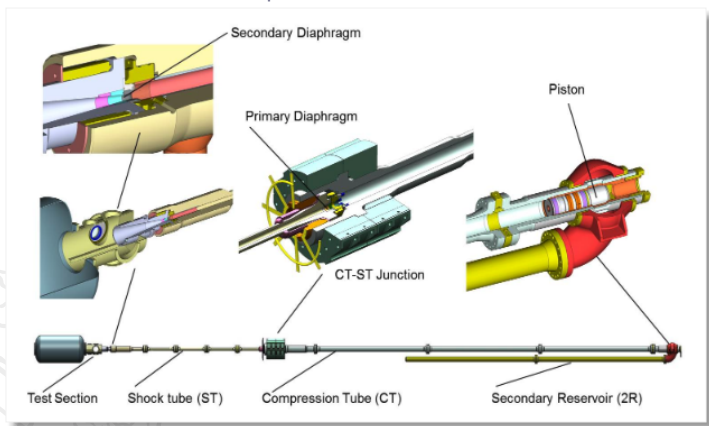 Secondary Diaphragm
Piston
Primary Diaphragm
CT-ST Junction
Test Section
Shock tube (ST)
Compression Tube (CT)
Secondary Reservoir (2R)